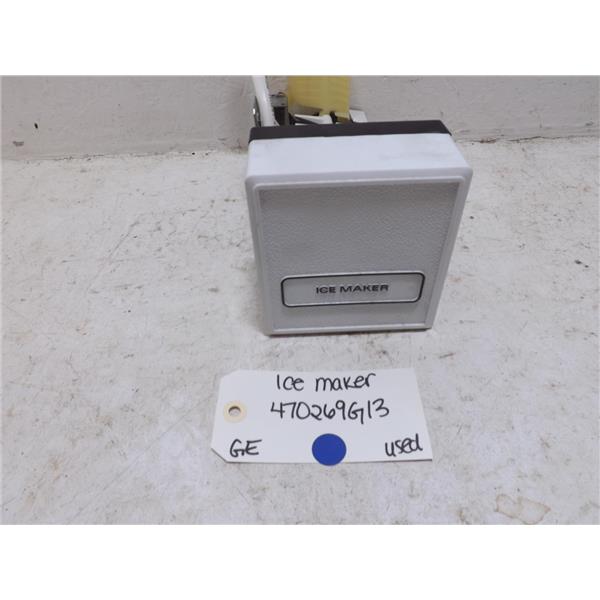 ICE MAKER
Ice maker
470269G13
GE used